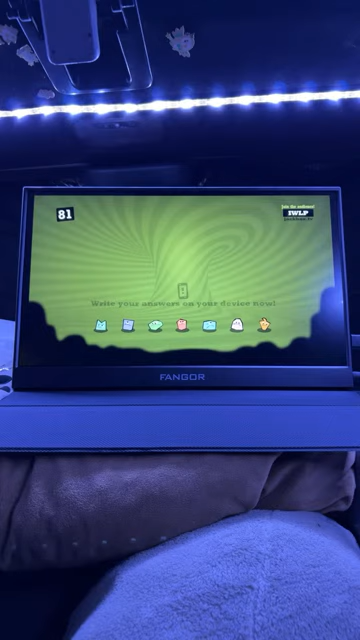 81
Join the audience!
IWLP
Write your answers on your device now!
FANGOR